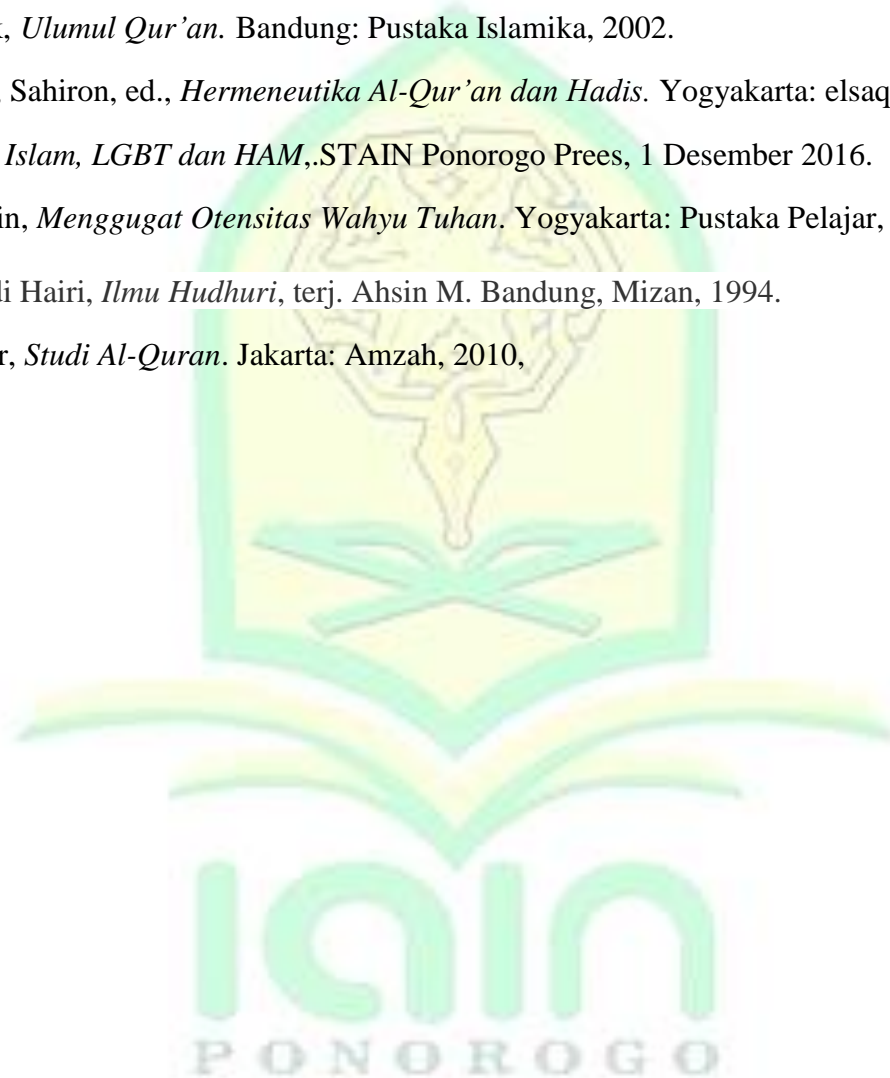 , Ulumul Qur’an. Bandung: Pustaka Islamika, 2002.
Sahiron, ed., Hermeneutika Al-Qur’an dan Hadis. Yogyakarta: elsaq
Islam, LGBT dan HAM,.STAIN Ponorogo Prees, 1 Desember 2016.
in, Menggugat Otensitas Wahyu Tuhan. Yogyakarta: Pustaka Pelajar,
di Hairi, Ilmu Hudhuri, terj. Ahsin M. Bandung, Mizan, 1994.
r, Studi Al-Quran. Jakarta: Amzah, 2010,
iain
PONOROGO